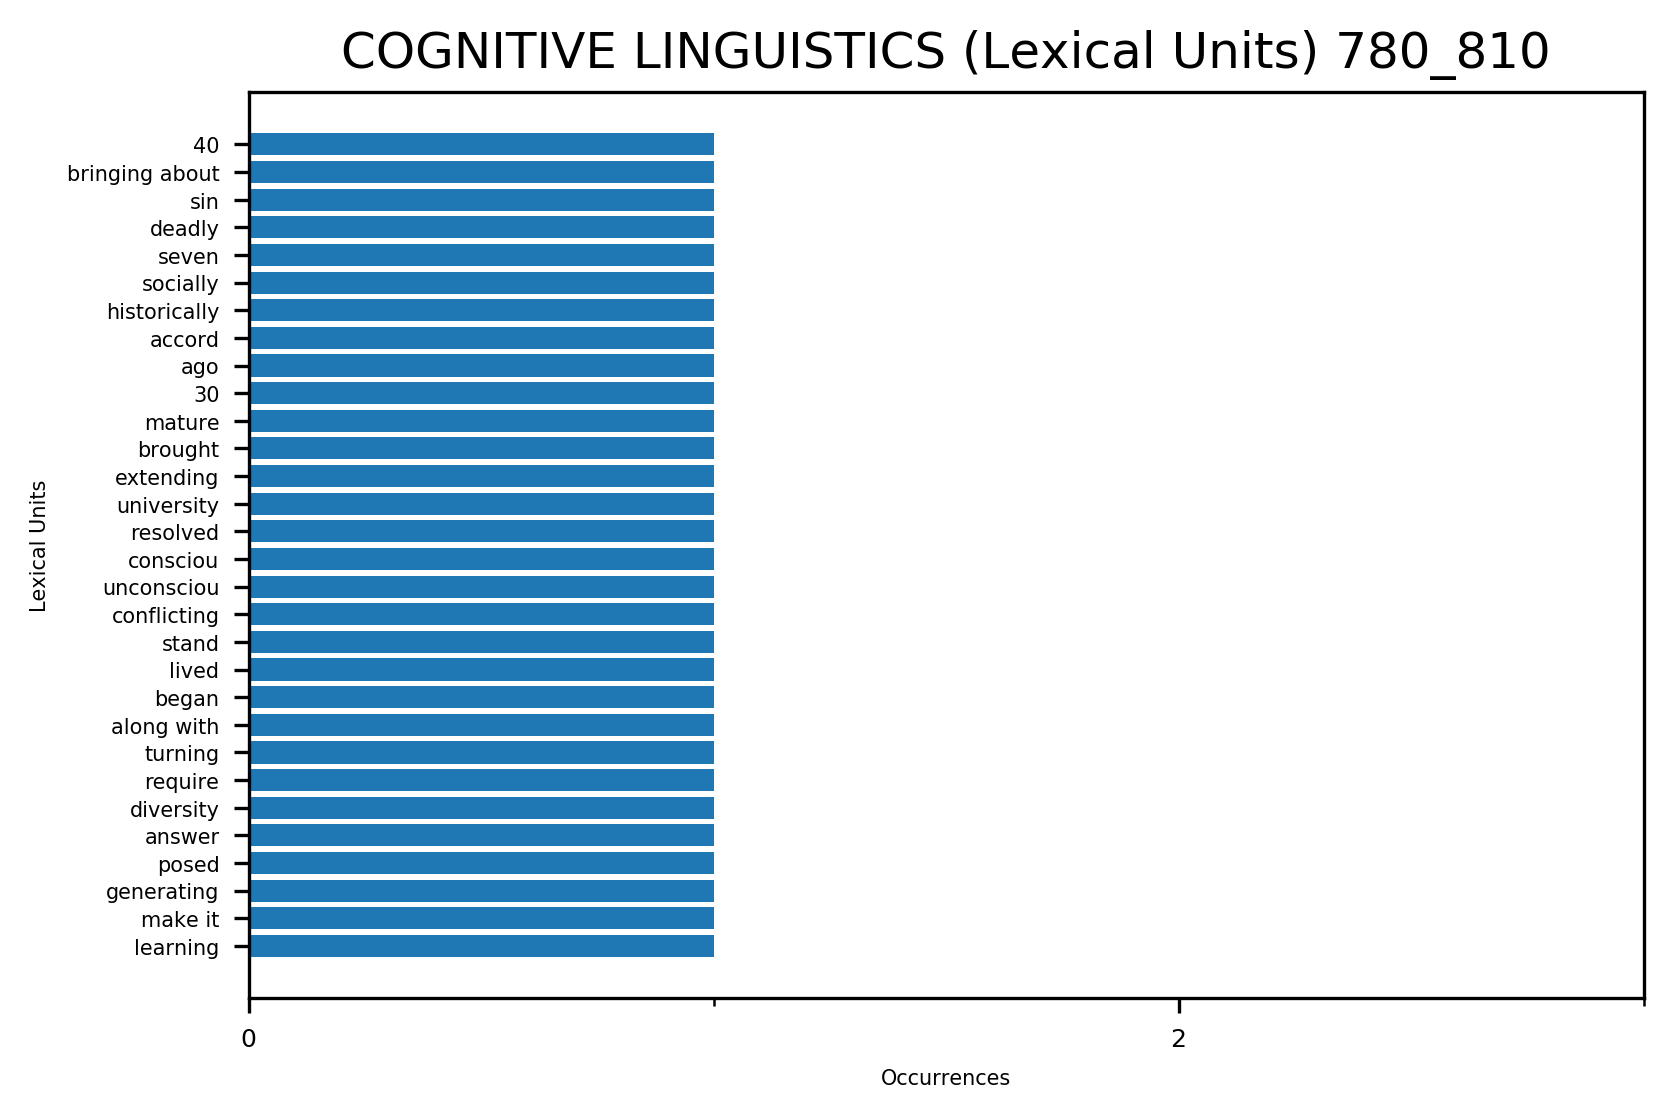 COGNITIVE LINGUISTICS (Lexical Units) 780_810
40
bringing about
sin
deadly
seven
socially
historically
accord
ago
30
mature
brought
extending
university
resolved
consciou
unconsciou
conflicting
stand
lived
began
along with
turning
require
diversity
answer
posed
generating
make it
learning
Lexical Units
0
2
Occurrences